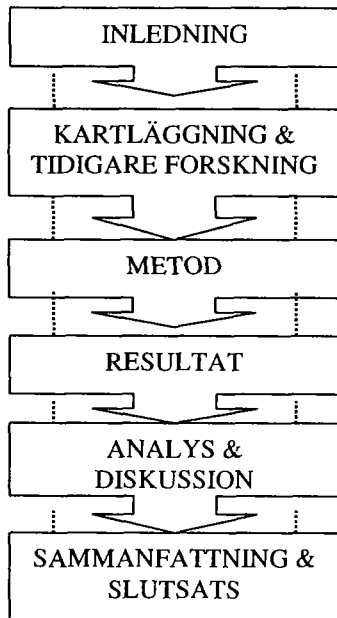 INLEDNING
KARTLÄGGNING &
TIDIGARE FORSKNING
METOD
RESULTAT
ANALYS &
DISKUSSION
SAMMANFATTNING &
SLUTSATS